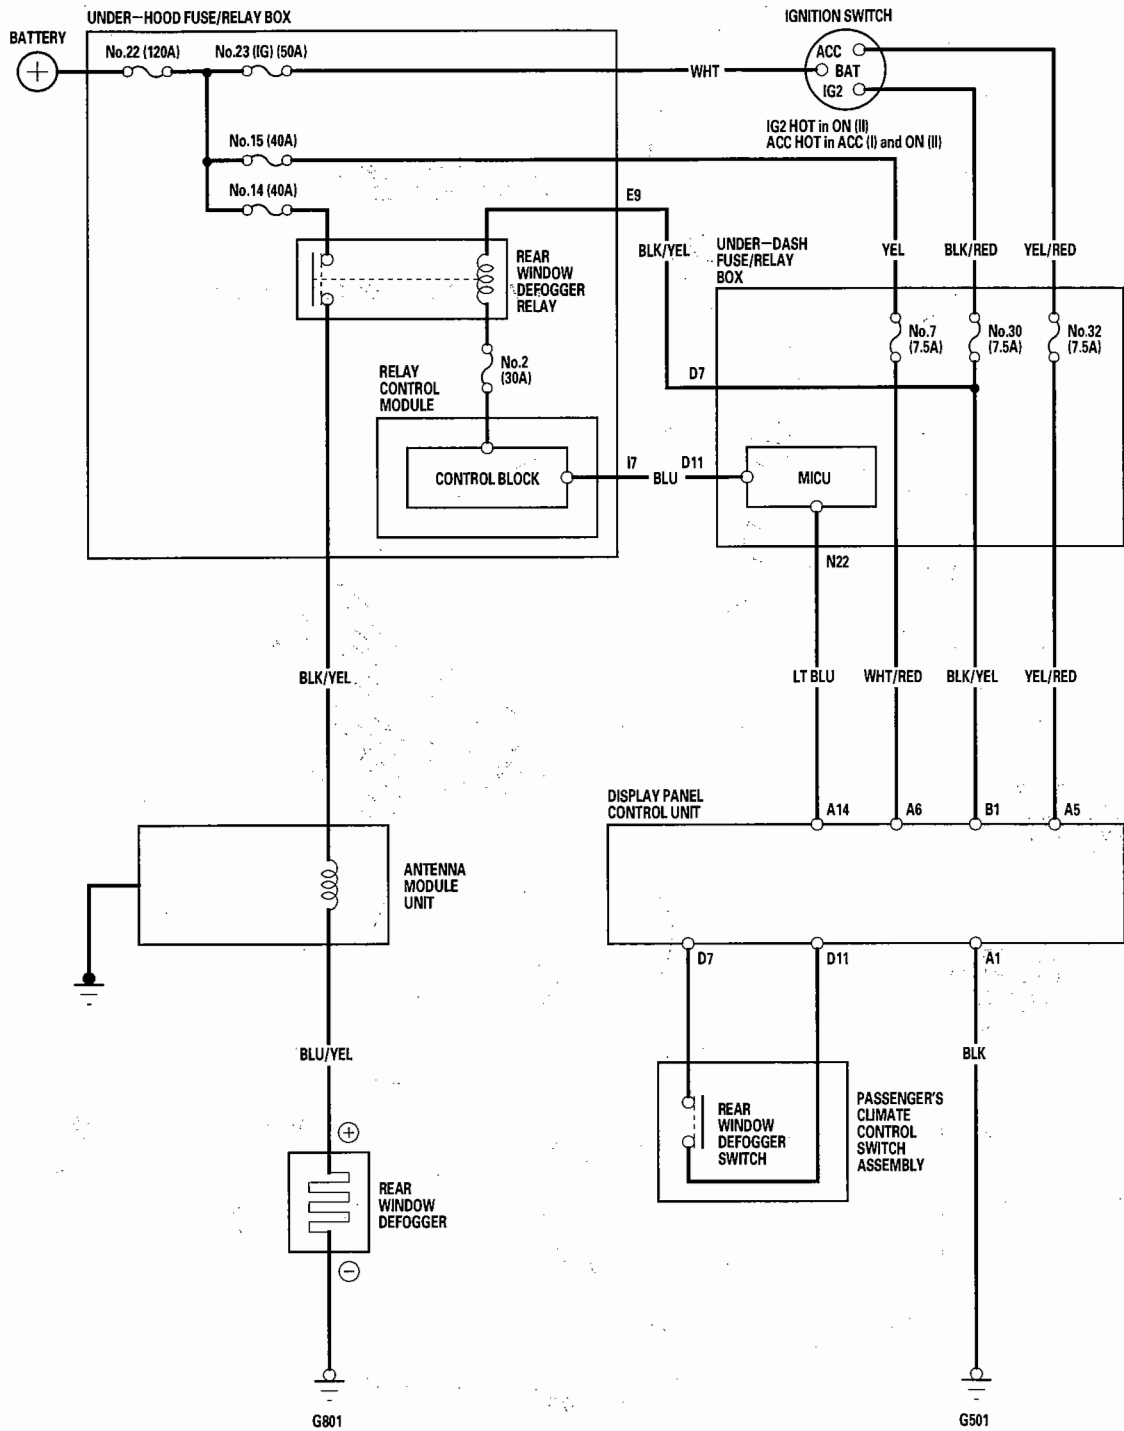 UNDER-HOOD FUSE/RELAY BOX
IGNITION SWITCH
BATTERY
No.22 (120A)
No.23 (IG) (50A)
ACC
BAT
IG2
WHT
IG2 HOT in ON (II)
ACC HOT in ACC (I) and ON (II)
No.15 (40A)
No.14 (40A)
E9
BLK/YEL
UNDER-DASH
FUSE/RELAY
BOX
YEL
BLK/RED
YEL/RED
REAR
WINDOW
DEFOGGER
RELAY
No.7
(7.5A)
No.30
(7.5A)
No.32
(7.5A)
No.2
(30A)
D7
RELAY
CONTROL
MODULE
CONTROL BLOCK
I7
BLU
D11
MICU
N22
BLK/YEL
LT BLU
WHT/RED
BLK/YEL
YEL/RED
DISPLAY PANEL
CONTROL UNIT
A14
A6
B1
A5
ANTENNA
MODULE
UNIT
D7
D11
A1
BLU/YEL
BLK
+
REAR
WINDOW
DEFOGGER
SWITCH
PASSENGER'S
CLIMATE
CONTROL
SWITCH
ASSEMBLY
REAR
WINDOW
DEFOGGER
−
G801
G501